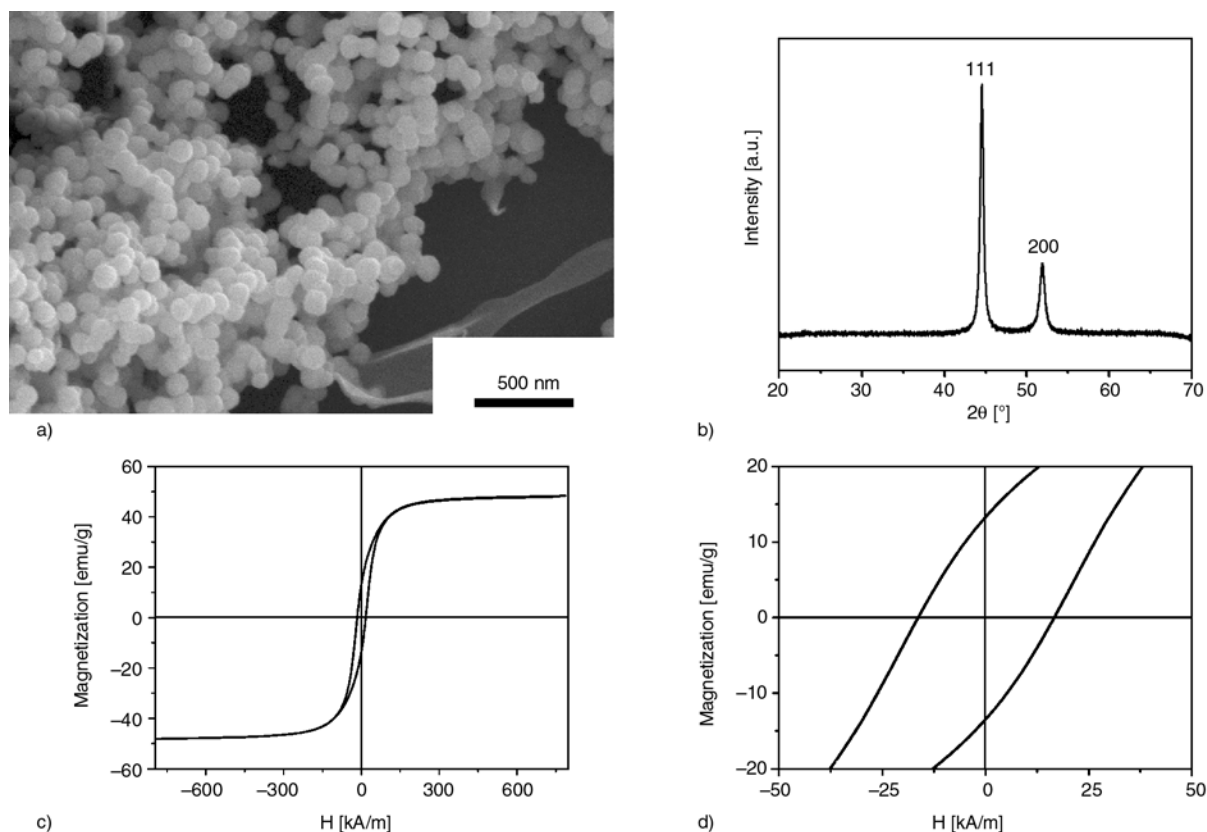 500 nm
a)
Intensity [a.u.]
111
200
20 30 40 50 60 70
2θ [°]
b)
Magnetization [emu/g]
60
40
20
0
−20
−40
−60
−600 −300 0 300 600
H [kA/m]
c)
Magnetization [emu/g]
20
10
0
−10
−20
−50 −25 0 25 50
H [kA/m]
d)